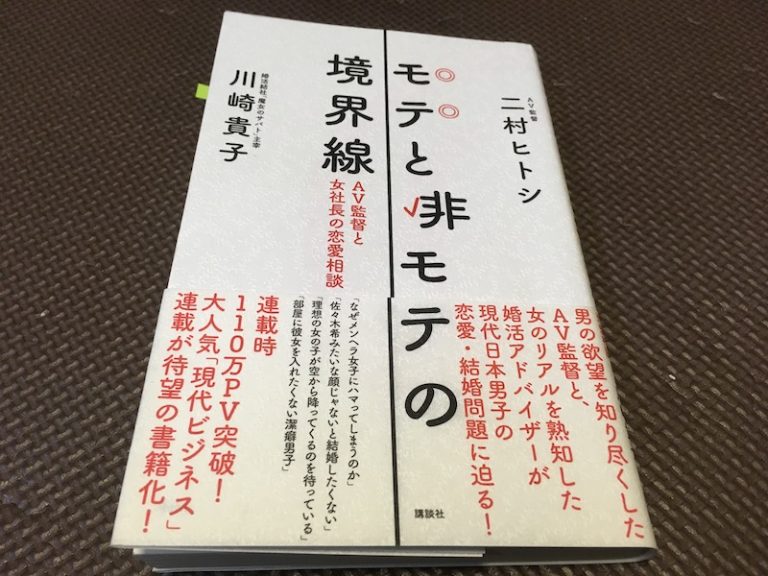 AV監督
二村ヒトシ
モテと非モテの
境界線
AV監督と
女社長の恋愛相談
婚活結社「魔女のサバト」主宰
川崎貴子
男の欲望を知り尽くした
AV監督と、
女のリアルを熟知した
婚活アドバイザーが
現代日本男子の
恋愛・結婚問題に迫る！
講談社
「なぜメンヘラ女子にハマってしまうのか」
「佐々木希みたいな顔じゃないと結婚したくない」
「理想の女の子が空から降ってくるのを待っている」
「部屋に彼女を入れたくない潔癖男子」
連載時
110万PV突破！
大人気「現代ビジネス」
連載が待望の書籍化！